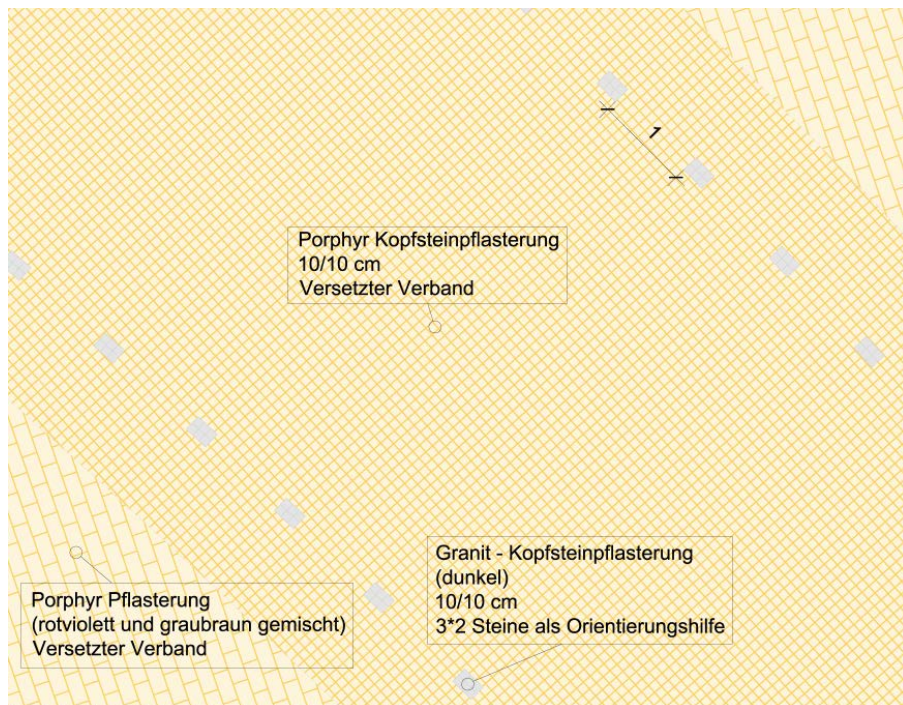 1
Porphyr Kopfsteinpflasterung
10/10 cm
Versetzter Verband
Granit - Kopfsteinpflasterung
(dunkel)
10/10 cm
3*2 Steine als Orientierungshilfe
Porphyr Pflasterung
(rotviolett und graubraun gemischt)
Versetzter Verband